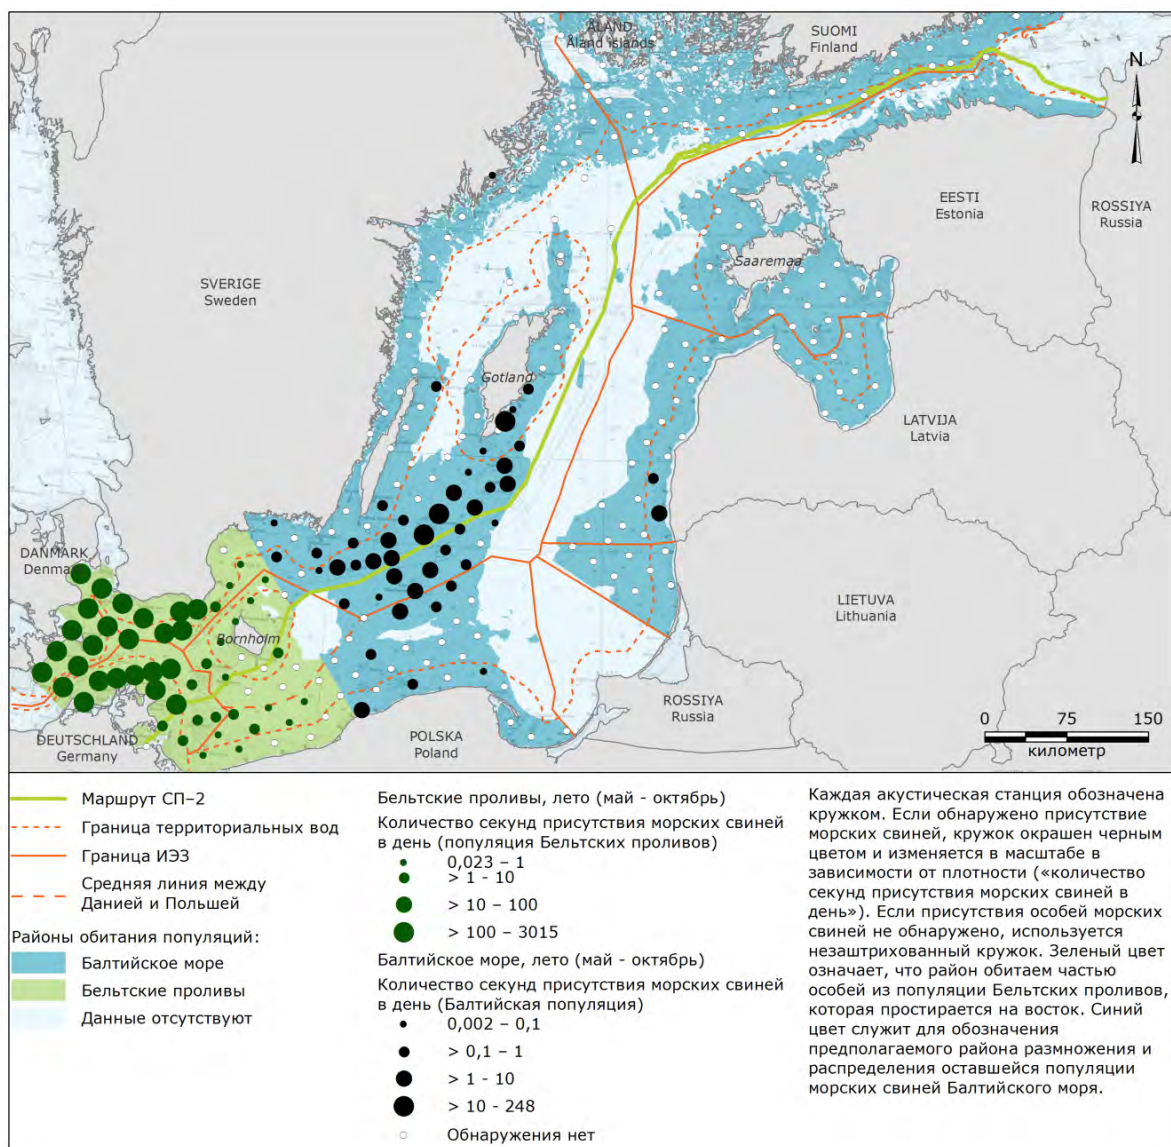 ÅLAND
Åland islands
SUOMI
Finland
N
EESTI
Estonia
ROSSIYA
Russia
SVERIGE
Sweden
Saaremaa
Gotland
LATVIJA
Latvia
DANMARK
Denmark
LIETUVA
Lithuania
Bornholm
ROSSIYA
Russia
DEUTSCHLAND
Germany
POLSKA
Poland
0 75 150
километр
Маршрут СП–2
Граница территориальных вод
Граница ИЭЗ
Средняя линия между
Данией и Польшей
Районы обитания популяций:
Балтийское море
Бельтские проливы
Данные отсутствуют
Бельтские проливы, лето (май - октябрь)
Количество секунд присутствия морских свиней
в день (популяция Бельтских проливов)
0,023 – 1
> 1 - 10
> 10 – 100
> 100 – 3015
Балтийское море, лето (май - октябрь)
Количество секунд присутствия морских свиней
в день (Балтийская популяция)
0,002 – 0,1
> 0,1 – 1
> 1 - 10
> 10 - 248
Обнаружения нет
Каждая акустическая станция обозначена
кружком. Если обнаружено присутствие
морских свиней, кружок окрашен черным
цветом и изменяется в масштабе в
зависимости от плотности («количество
секунд присутствия морских свиней в
день»). Если присутствия особей морских
свиней не обнаружено, используется
незаштрихованный кружок. Зеленый цвет
означает, что район обитаем частью
особей из популяции Бельтских проливов,
которая простирается на восток. Синий
цвет служит для обозначения
предполагаемого района размножения и
распределения оставшейся популяции
морских свиней Балтийского моря.